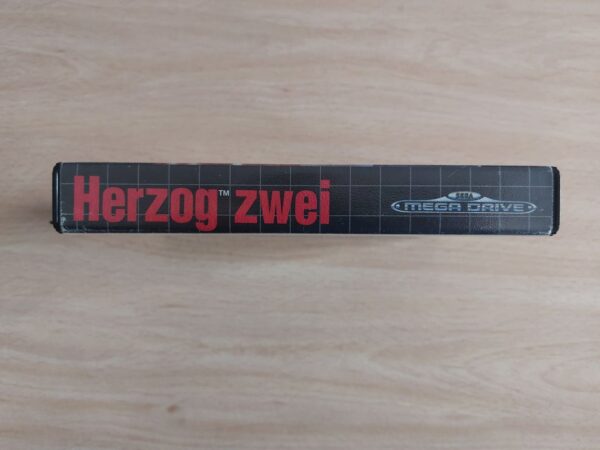 Herzog™ zwei
SEGA
MEGA DRIVE